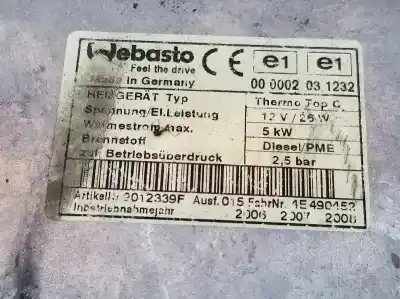 Webasto CE e1 e1
Feel the drive
in Germany 00 0002 03 1232
HEIZGERÄT Typ Thermo Top C
Spannung/El.Leistung 12 V / 26 W
Wärmestrom max. 5 kW
Brennstoff Diesel/PME
zul. Betriebsüberdruck 2,5 bar
ArtikelNr 9012339F Ausf. 015 FahrNr. 4E490152
Inbetriebnahmejahr 2006 2007 2008